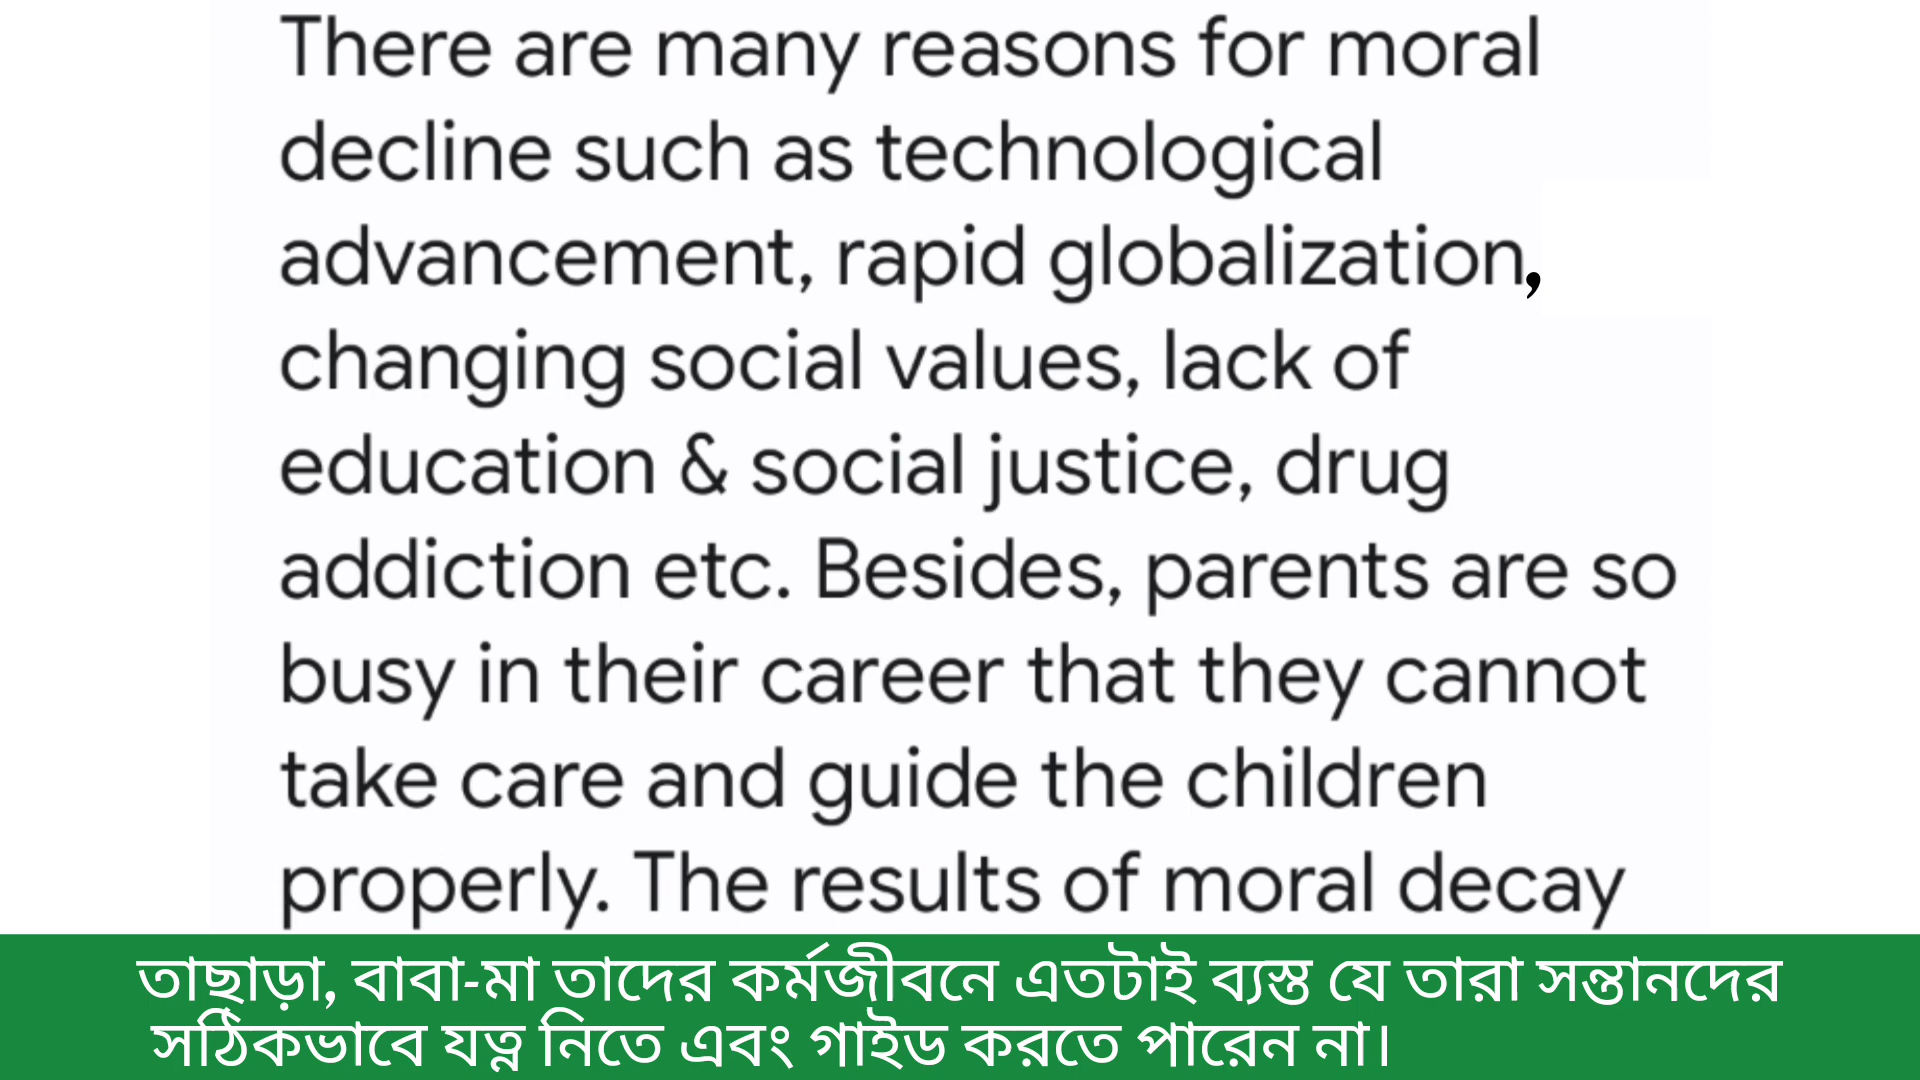 There are many reasons for moral
decline such as technological
advancement, rapid globalization,
changing social values, lack of
education & social justice, drug
addiction etc. Besides, parents are so
busy in their career that they cannot
take care and guide the children
properly. The results of moral decay
তাছাড়া, বাবা-মা তাদের কর্মজীবনে এতটাই ব্যস্ত যে তারা সন্তানদের
সঠিকভাবে যত্ন নিতে এবং গাইড করতে পারেন না।